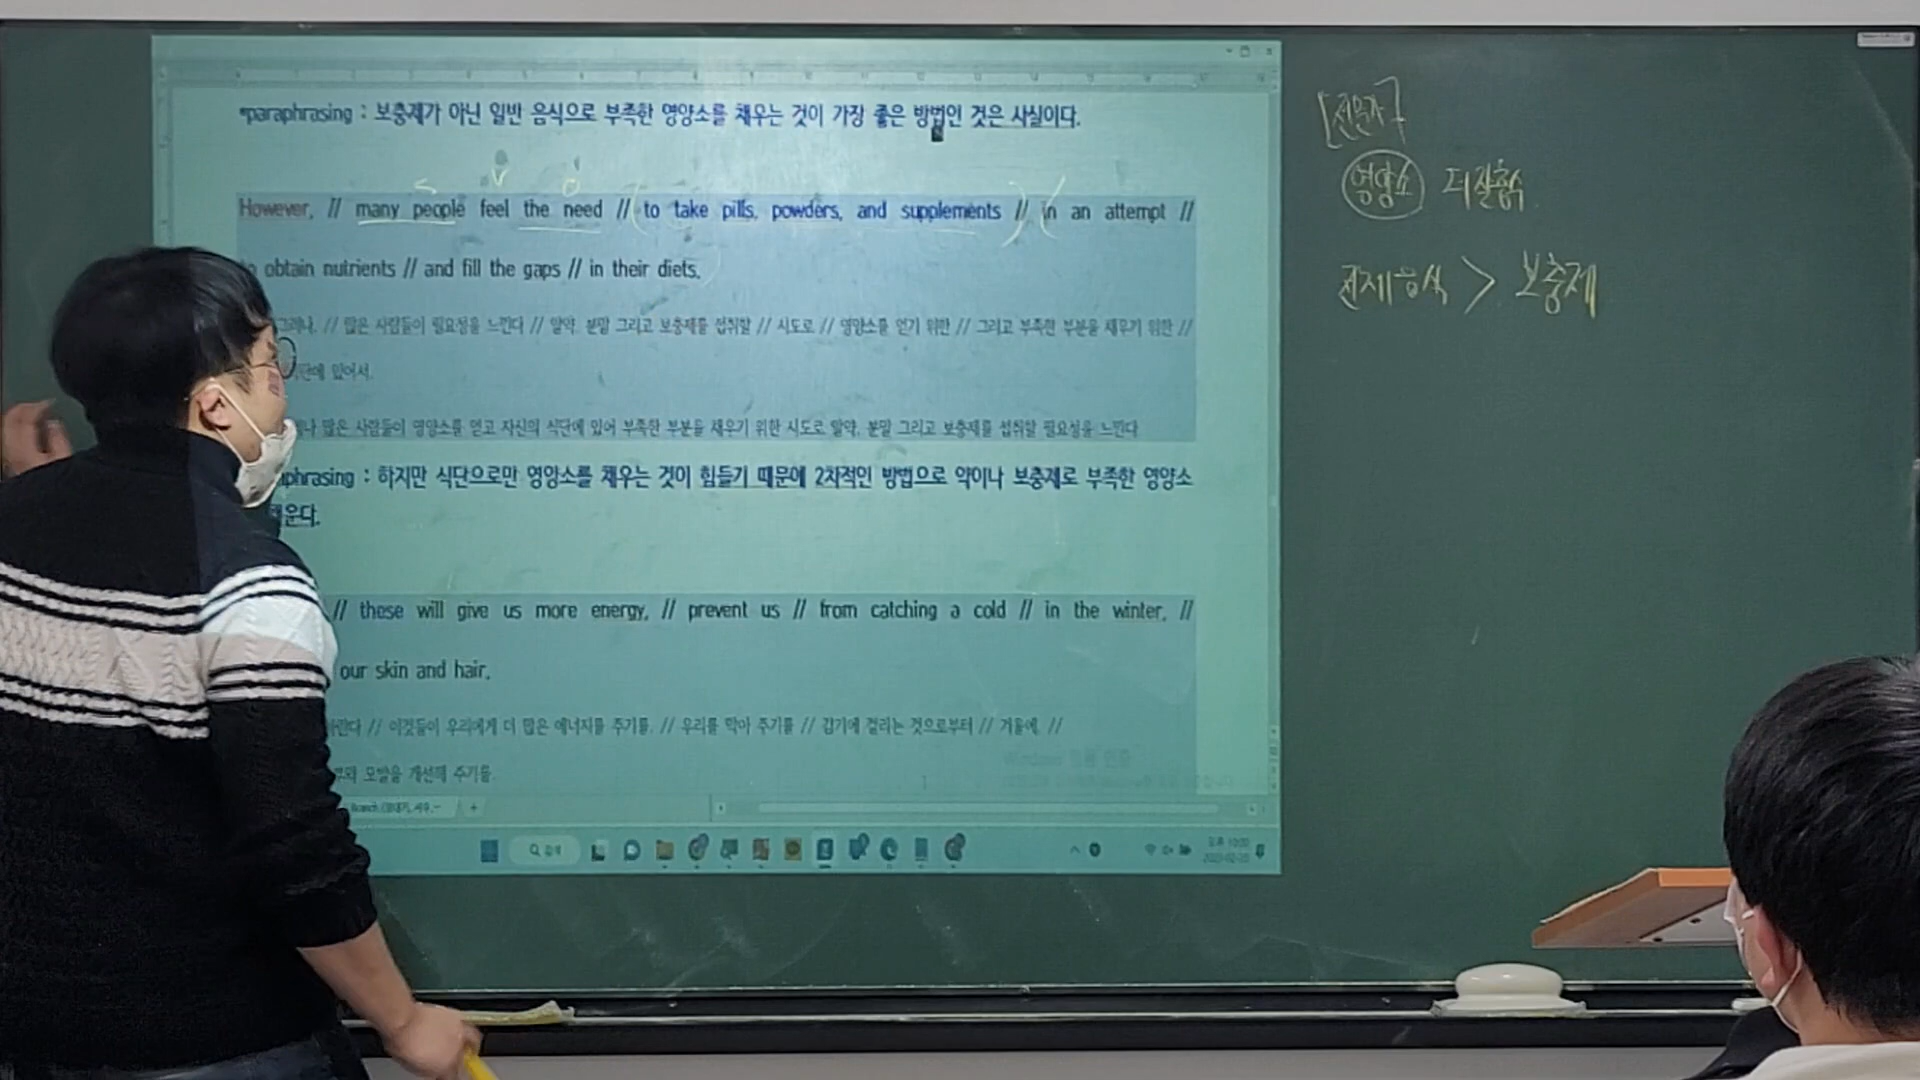 *paraphrasing : 보충제가 아닌 일반 음식으로 부족한 영양소를 채우는 것이 가장 좋은 방법인 것은 사실이다.
However, // many people feel the need // to take pills, powders, and supplements // in an attempt //
obtain nutrients // and fill the gaps // in their diets.
그러나, // 많은 사람들이 필요성을 느낀다 // 알약, 분말 그리고 보충제를 섭취할 // 시도로 // 영양소를 얻기 위한 // 그리고 부족한 부분을 채우기 위한 //
있어서.
많은 사람들이 영양소를 얻고 자신의 식단에 있어 부족한 부분을 채우기 위한 시도로 알약, 분말 그리고 보충제를 섭취할 필요성을 느낀다
phrasing : 하지만 식단으로만 영양소를 채우는 것이 힘들기 때문에 2차적인 방법으로 약이나 보충제로 부족한 영양소
운다.
// these will give us more energy, // prevent us // from catching a cold // in the winter, //
our skin and hair.
// 이것들이 우리에게 더 많은 에너지를 주기를, // 우리를 막아 주기를 // 감기에 걸리는 것으로부터 // 겨울에, //
모발을 개선해 주기를.
검색
영양소 더 잘 흡수
전체음식 > 보충제